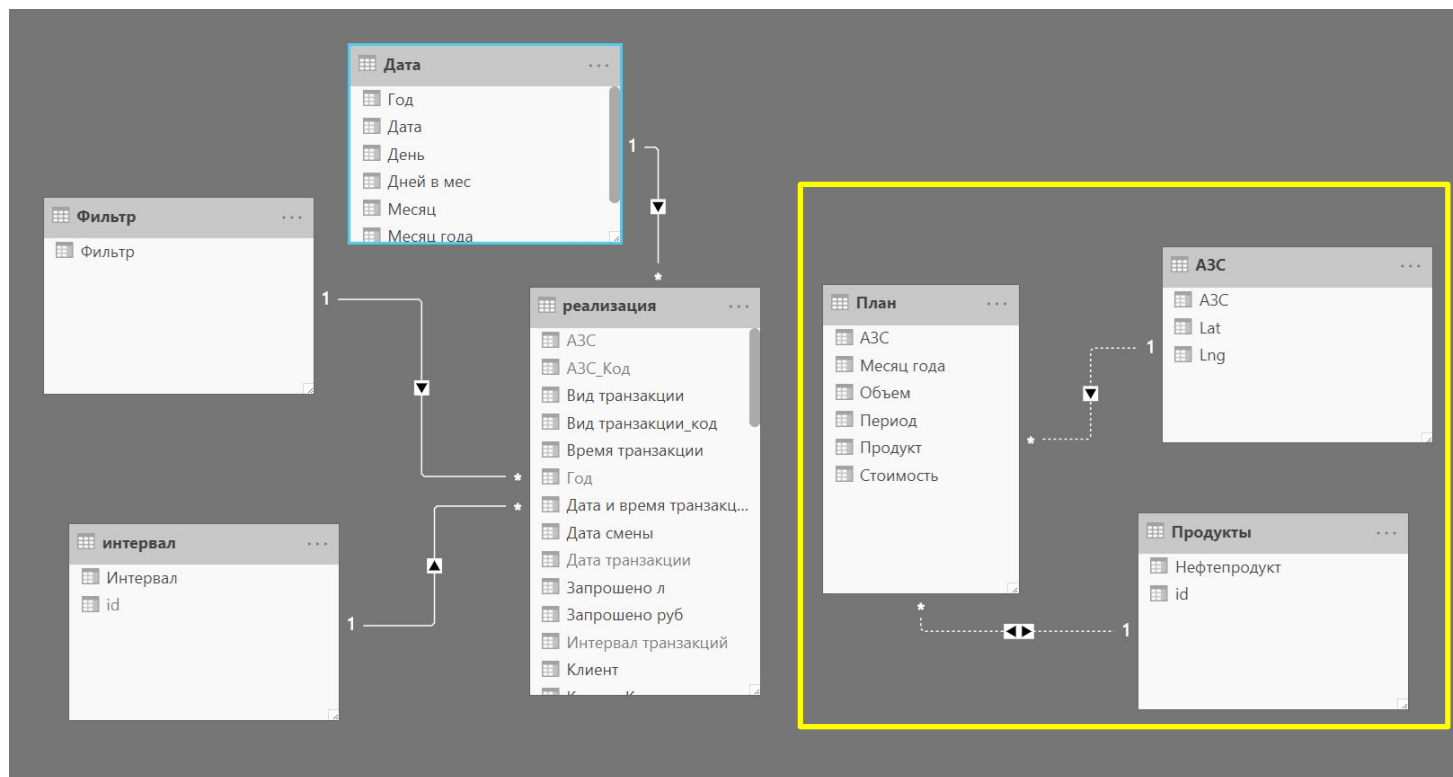 Дата
Год
Дата
День
Дней в мес
Месяц
Месяц года
1
*
Фильтр
Фильтр
1
*
интервал
Интервал
id
1
*
реализация
АЗС
АЗС_Код
Вид транзакции
Вид транзакции_код
Время транзакции
Год
Дата и время транзакц...
Дата смены
Дата транзакции
Запрошено л
Запрошено руб
Интервал транзакций
Клиент
План
АЗС
Месяц года
Объем
Период
Продукт
Стоимость
*
1
АЗС
АЗС
Lat
Lng
*
1
Продукты
Нефтепродукт
id